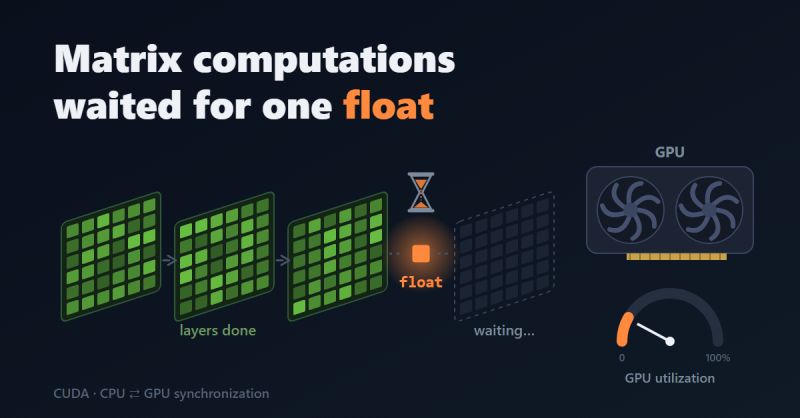 Matrix computations
waited for one float
GPU
float
layers done
waiting...
0
100%
GPU utilization
CUDA · CPU ⇄ GPU synchronization